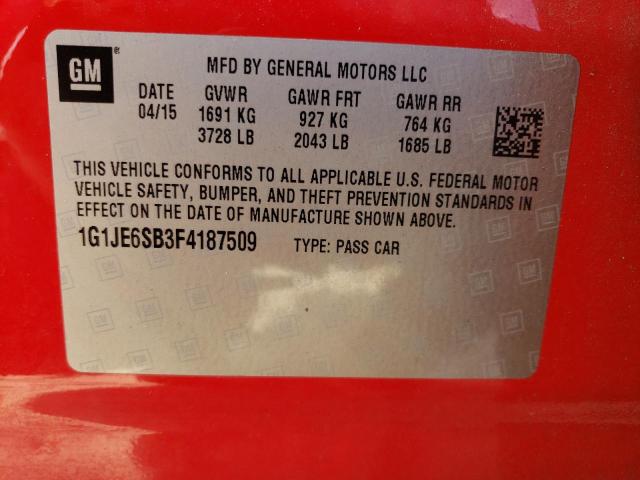 GM
MFD BY GENERAL MOTORS LLC
DATE GVWR GAWR FRT GAWR RR
04/15 1691 KG 927 KG 764 KG
3728 LB 2043 LB 1685 LB
THIS VEHICLE CONFORMS TO ALL APPLICABLE U.S. FEDERAL MOTOR
VEHICLE SAFETY, BUMPER, AND THEFT PREVENTION STANDARDS IN
EFFECT ON THE DATE OF MANUFACTURE SHOWN ABOVE.
1G1JE6SB3F4187509 TYPE: PASS CAR